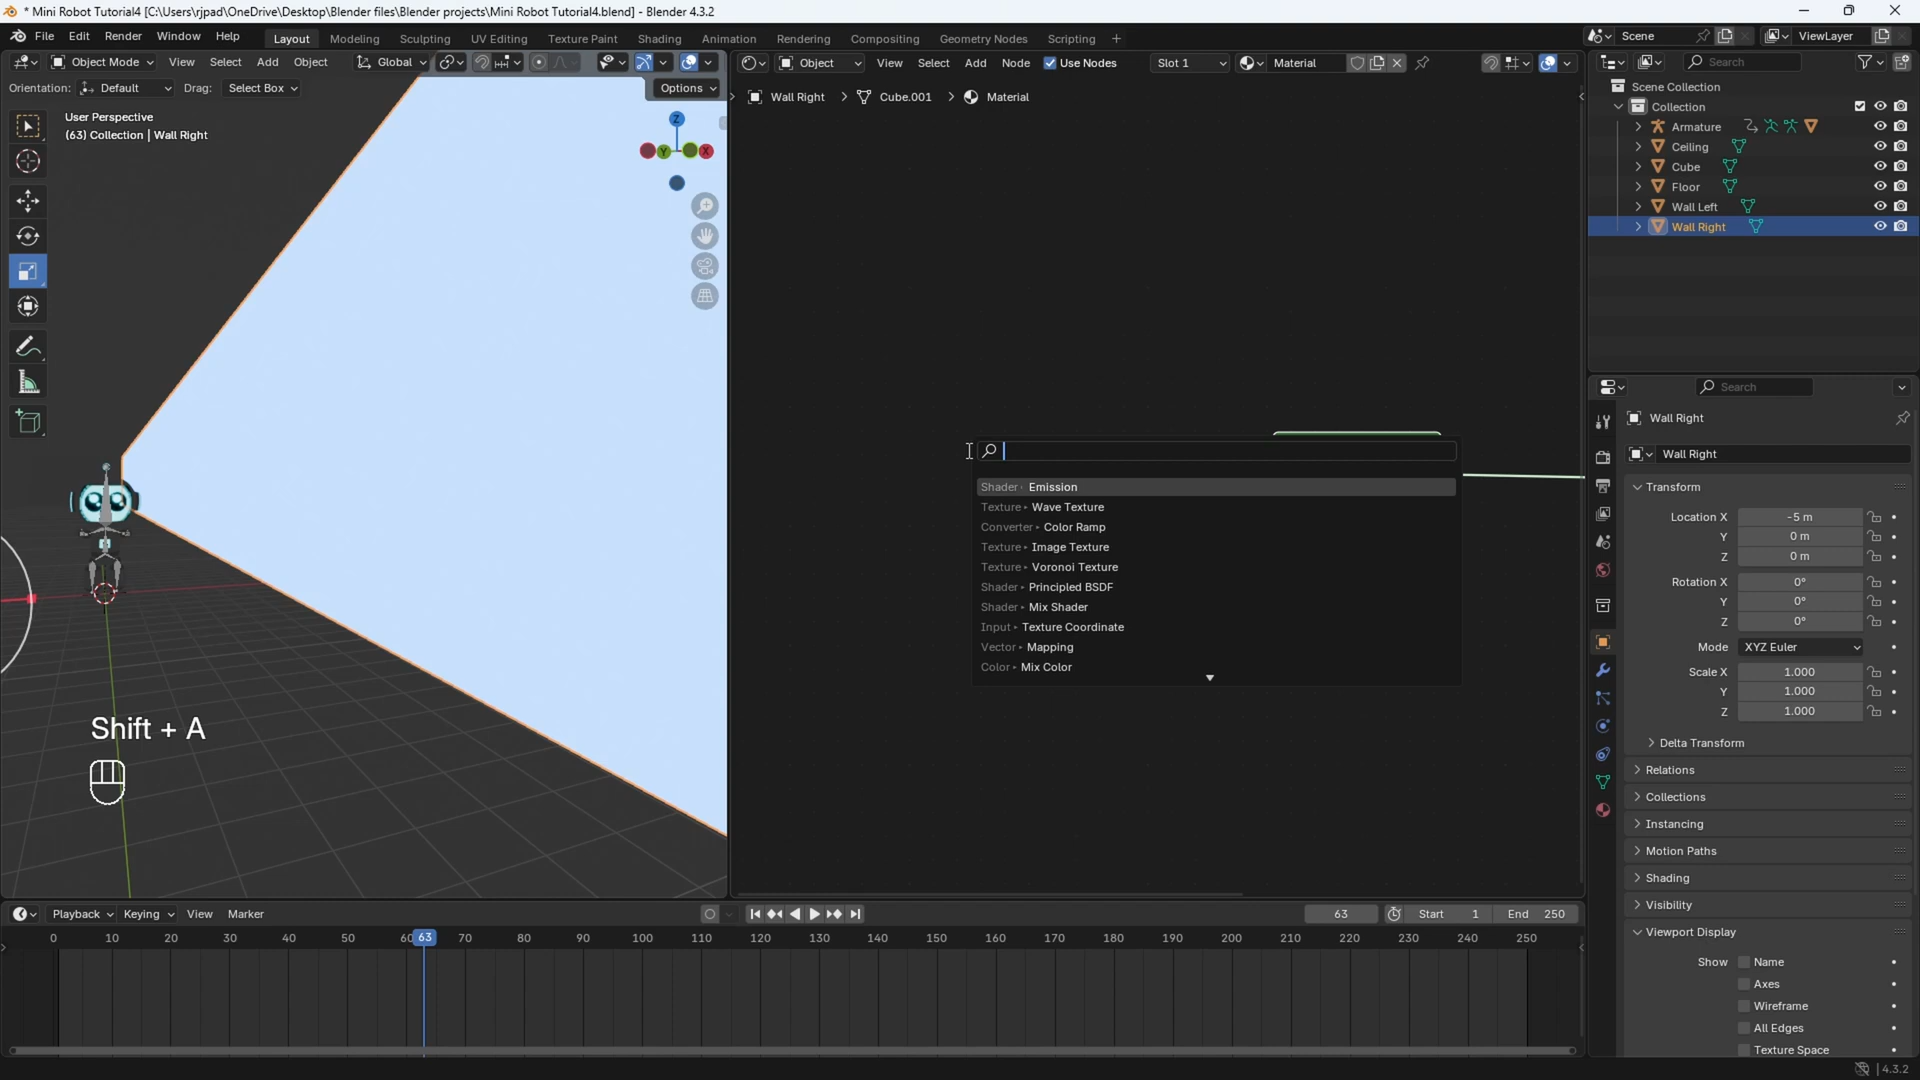 * Mini Robot Tutorial4 [C:\Users\rjpad\OneDrive\Desktop\Blender files\Blender projects\Mini Robot Tutorial4.blend] - Blender 4.3.2
File Edit Render Window Help Layout Modeling Sculpting UV Editing Texture Paint Shading Animation Rendering Compositing Geometry Nodes Scripting + Scene ViewLayer
Object Mode View Select Add Object Global Object View Select Add Node Use Nodes Slot 1 Material Search
Orientation: Default Drag: Select Box Options
User Perspective
(63) Collection | Wall Right
Z
Y X
Wall Right Cube.001 Material
Scene Collection
Collection
Armature
Ceiling
Cube
Floor
Wall Left
Wall Right
Shader Emission
Texture Wave Texture
Converter Color Ramp
Texture Image Texture
Texture Voronoi Texture
Shader Principled BSDF
Shader Mix Shader
Input Texture Coordinate
Vector Mapping
Color Mix Color
Shift + A
Search
Wall Right
Wall Right
Transform
Location X -5 m
Y 0 m
Z 0 m
Rotation X 0°
Y 0°
Z 0°
Mode XYZ Euler
Scale X 1.000
Y 1.000
Z 1.000
Delta Transform
Relations
Collections
Instancing
Motion Paths
Shading
Visibility
Viewport Display
Show Name
Axes
Wireframe
All Edges
Texture Space
Playback Keying View Marker 63 Start 1 End 250
0 10 20 30 40 50 60 63 70 80 90 100 110 120 130 140 150 160 170 180 190 200 210 220 230 240 250
4.3.2